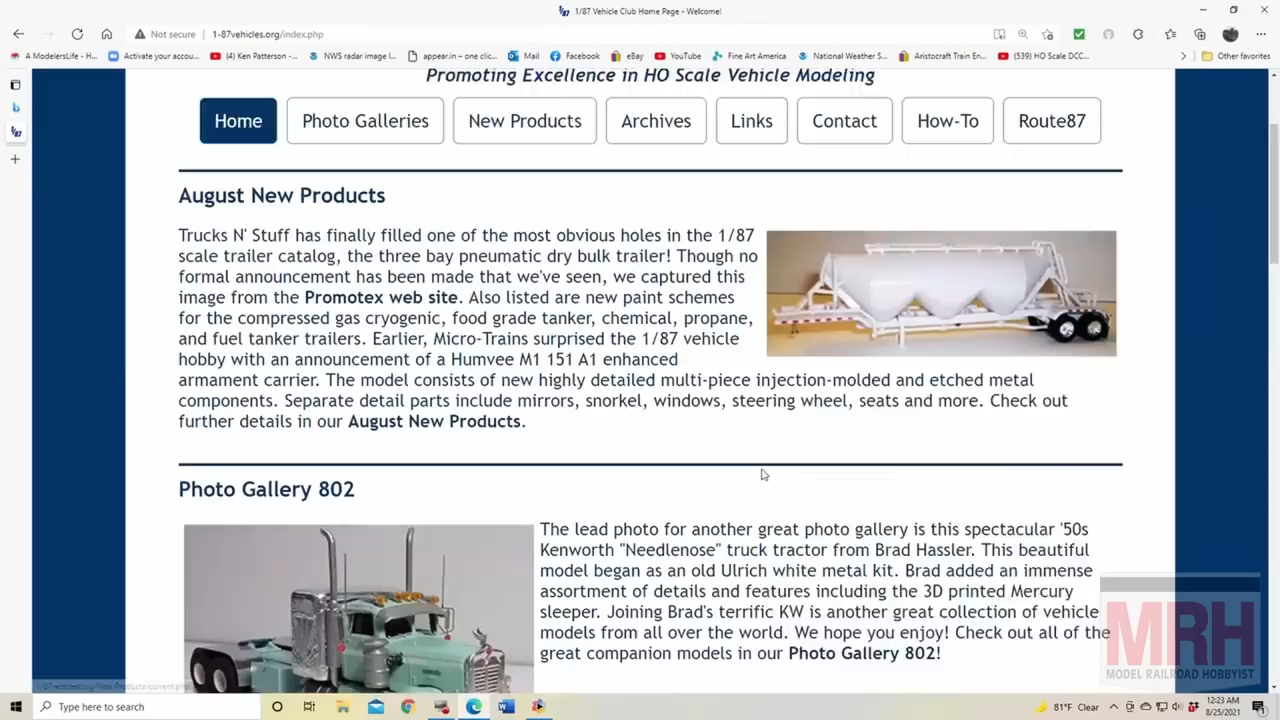 1/87 Vehicle Club Home Page - Welcome!
Not secure
1-87vehicles.org/index.php
A ModelersLife - H...
Activate your accou...
(4) Ken Patterson -...
NWS radar image l...
appear.in – one clic...
Mail
Facebook
eBay
YouTube
Fine Art America
National Weather S...
Aristocraft Train En...
(539) HO Scale DCC...
Other favorites
Promoting Excellence in HO Scale Vehicle Modeling
Home
Photo Galleries
New Products
Archives
Links
Contact
How-To
Route87
August New Products
Trucks N' Stuff has finally filled one of the most obvious holes in the 1/87
scale trailer catalog, the three bay pneumatic dry bulk trailer! Though no
formal announcement has been made that we've seen, we captured this
image from the Promotex web site. Also listed are new paint schemes
for the compressed gas cryogenic, food grade tanker, chemical, propane,
and fuel tanker trailers. Earlier, Micro-Trains surprised the 1/87 vehicle
hobby with an announcement of a Humvee M1 151 A1 enhanced
armament carrier. The model consists of new highly detailed multi-piece injection-molded and etched metal
components. Separate detail parts include mirrors, snorkel, windows, steering wheel, seats and more. Check out
further details in our August New Products.
Photo Gallery 802
The lead photo for another great photo gallery is this spectacular '50s
Kenworth "Needlenose" truck tractor from Brad Hassler. This beautiful
model began as an old Ulrich white metal kit. Brad added an immense
assortment of details and features including the 3D printed Mercury
sleeper. Joining Brad's terrific KW is another great collection of vehicle
models from all over the world. We hope you enjoy! Check out all of the
great companion models in our Photo Gallery 802!
MRH
MODEL RAILROAD HOBBYIST
Type here to search
81°F Clear
12:23 AM
8/25/2021